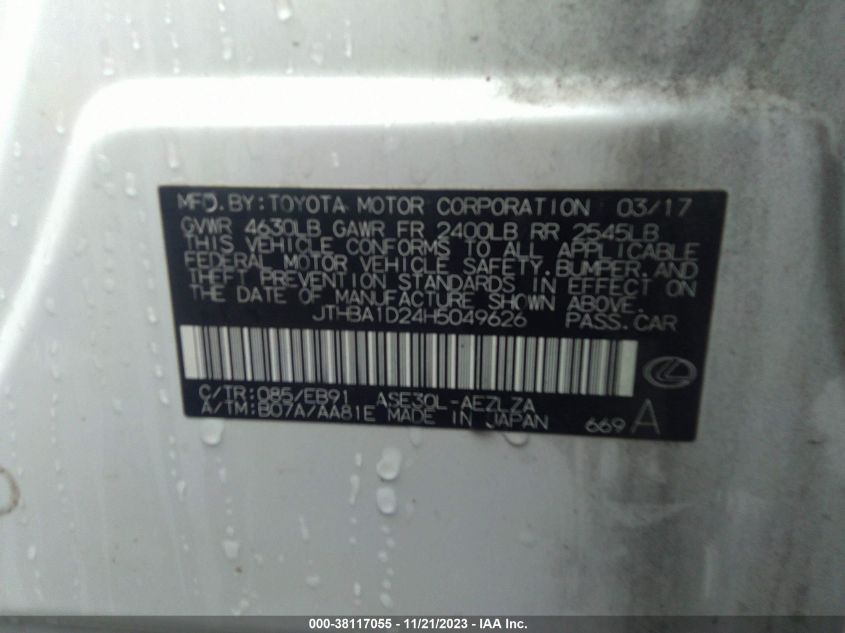 MFD.BY:TOYOTA MOTOR CORPORATION 03/17
GVWR 4630LB GAWR FR 2400LB RR 2545LB
THIS VEHICLE CONFORMS TO ALL APPLICABLE
FEDERAL MOTOR VEHICLE SAFETY.BUMPER.AND
THEFT PREVENTION STANDARDS IN EFFECT ON
THE DATE OF MANUFACTURE SHOWN ABOVE.
JTHBA1D24H5049626 PASS.CAR
C/TR:085/EB91 ASE30L-AEZLZA
A/TM:B07A/AA81E MADE IN JAPAN 669 A
000-38117055 - 11/21/2023 - IAA Inc.